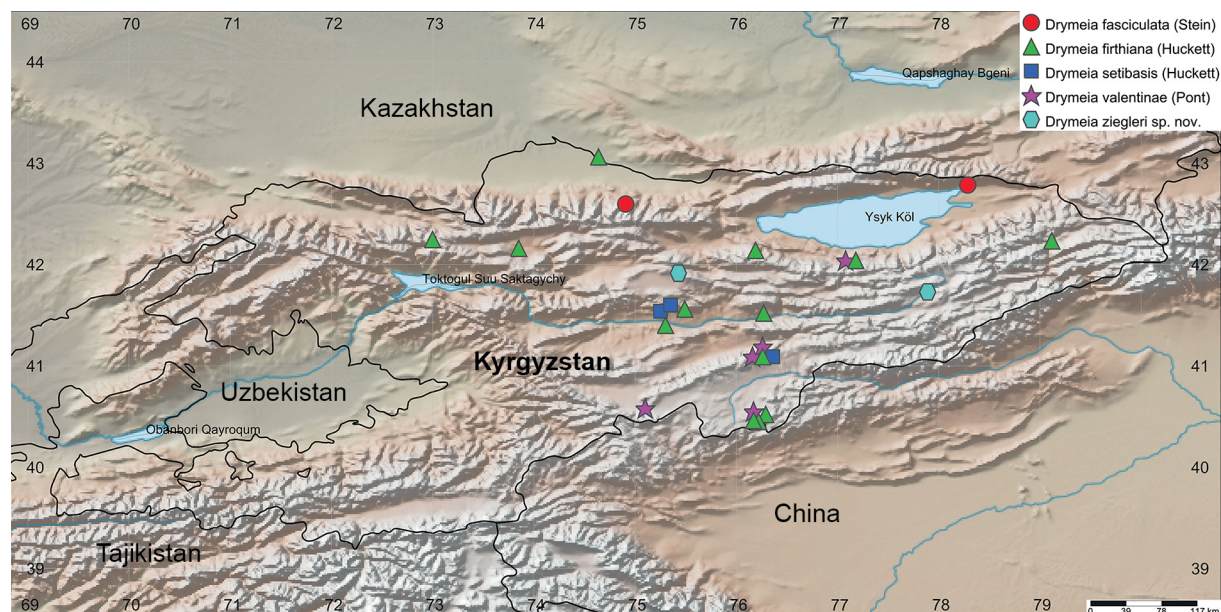 69 70 71 72 73 74 75 76 77 78
Drymeia fasciculata (Stein)
Drymeia firthiana (Huckett)
Drymeia setibasis (Huckett)
Drymeia valentinae (Pont)
Drymeia ziegleri sp. nov.
44
Qapshaghay Bgeni
Kazakhstan
43 43
Ysyk Köl
42 42
Toktogul Suu Saktagychy
Kyrgyzstan
41 41
Uzbekistan
Obanbori Qayroqum
40 40
China
Tajikistan
39 39
69 70 71 72 73 74 75 76 77 78 79
0 39 78 117 km